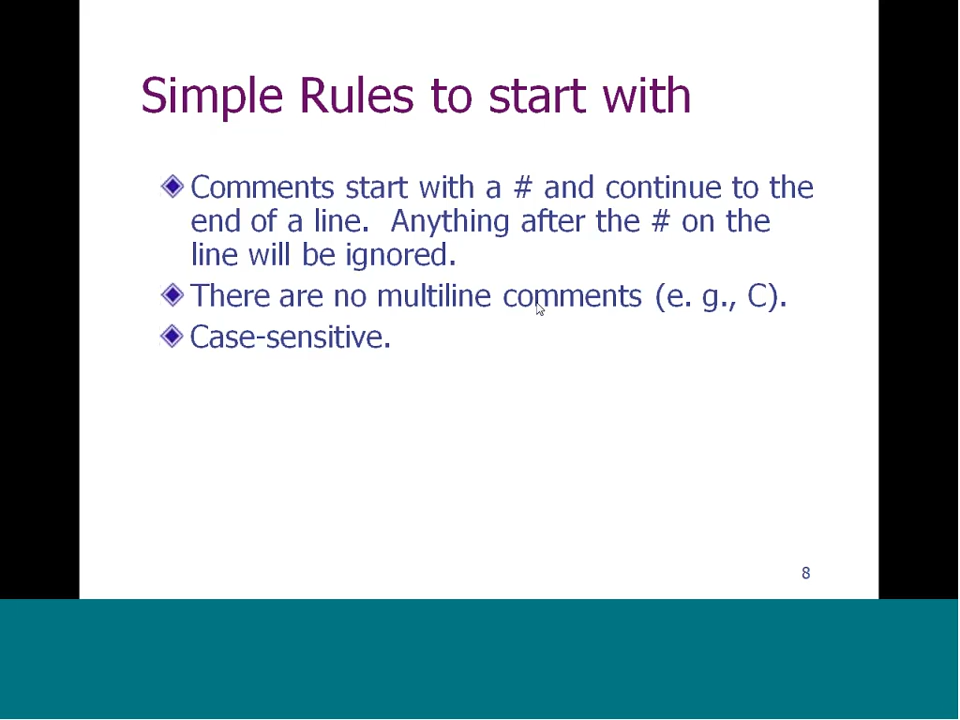 Simple Rules to start with
Comments start with a # and continue to the
end of a line.  Anything after the # on the
line will be ignored.
There are no multiline comments (e. g., C).
Case-sensitive.
8